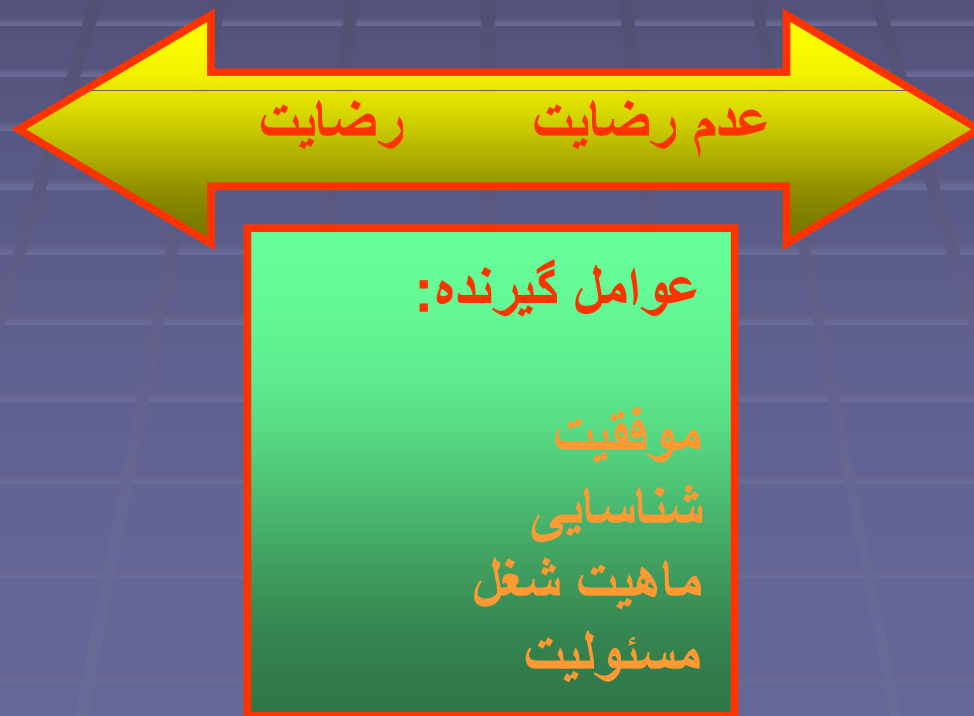 عدم رضایت رضایت
عوامل گیرنده:
موفقیت
شناسایی
ماهیت شغل
مسئولیت